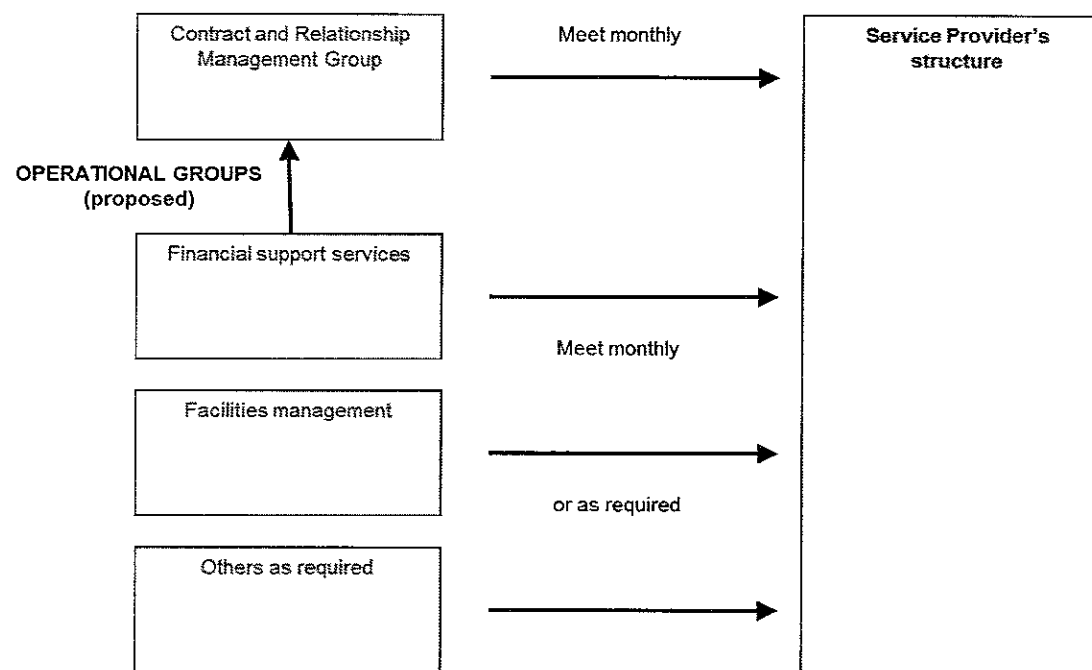 Contract and Relationship
Management Group
Meet monthly
Service Provider's
structure
OPERATIONAL GROUPS
(proposed)
Financial support services
Meet monthly
Facilities management
or as required
Others as required